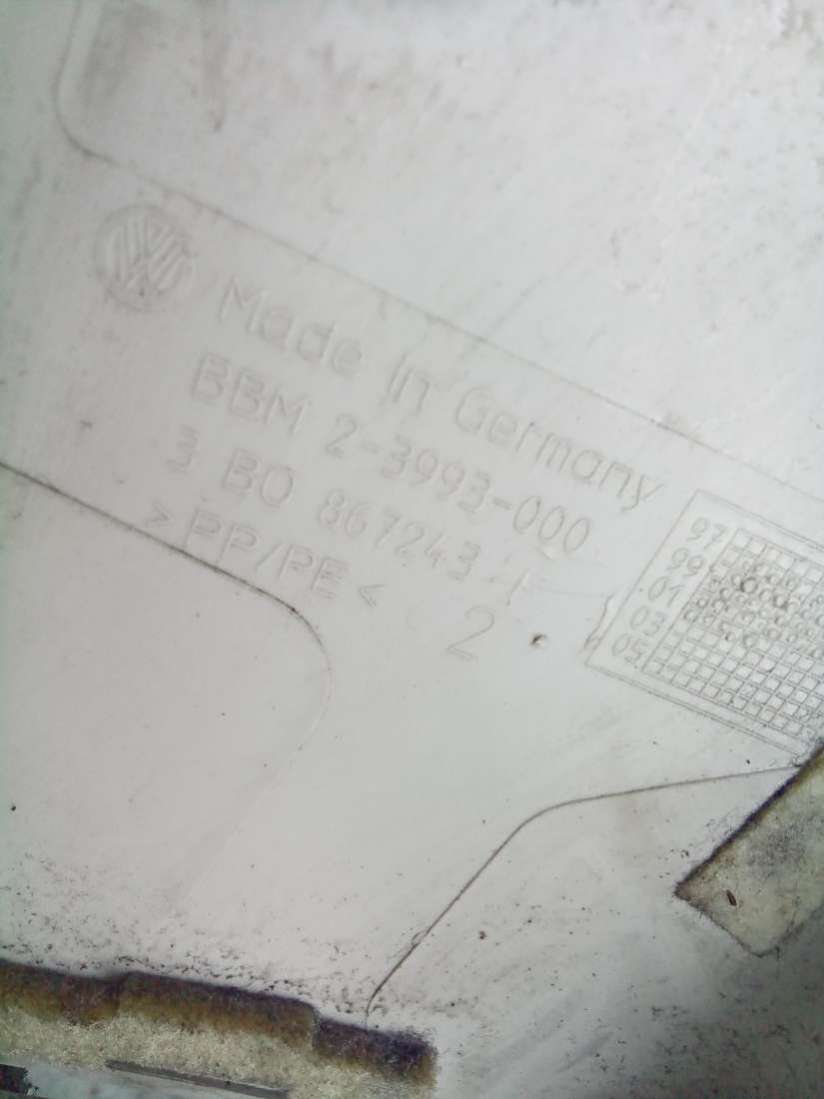 Made in Germany
BBM 2-3993-000
3 B0 867243
>PP/PE<
2
97
99
01
03
05